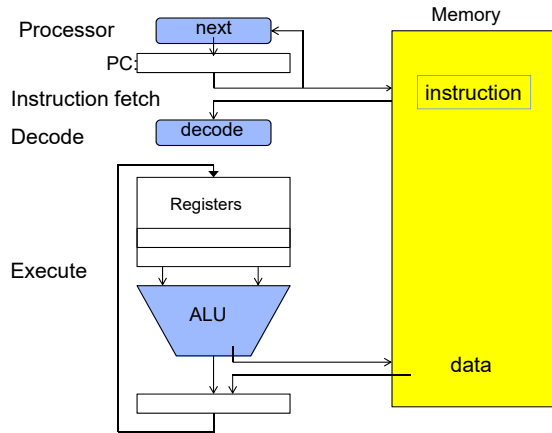 Memory
Processor
next
PC:
instruction
Instruction fetch
Decode
decode
Registers
Execute
ALU
data